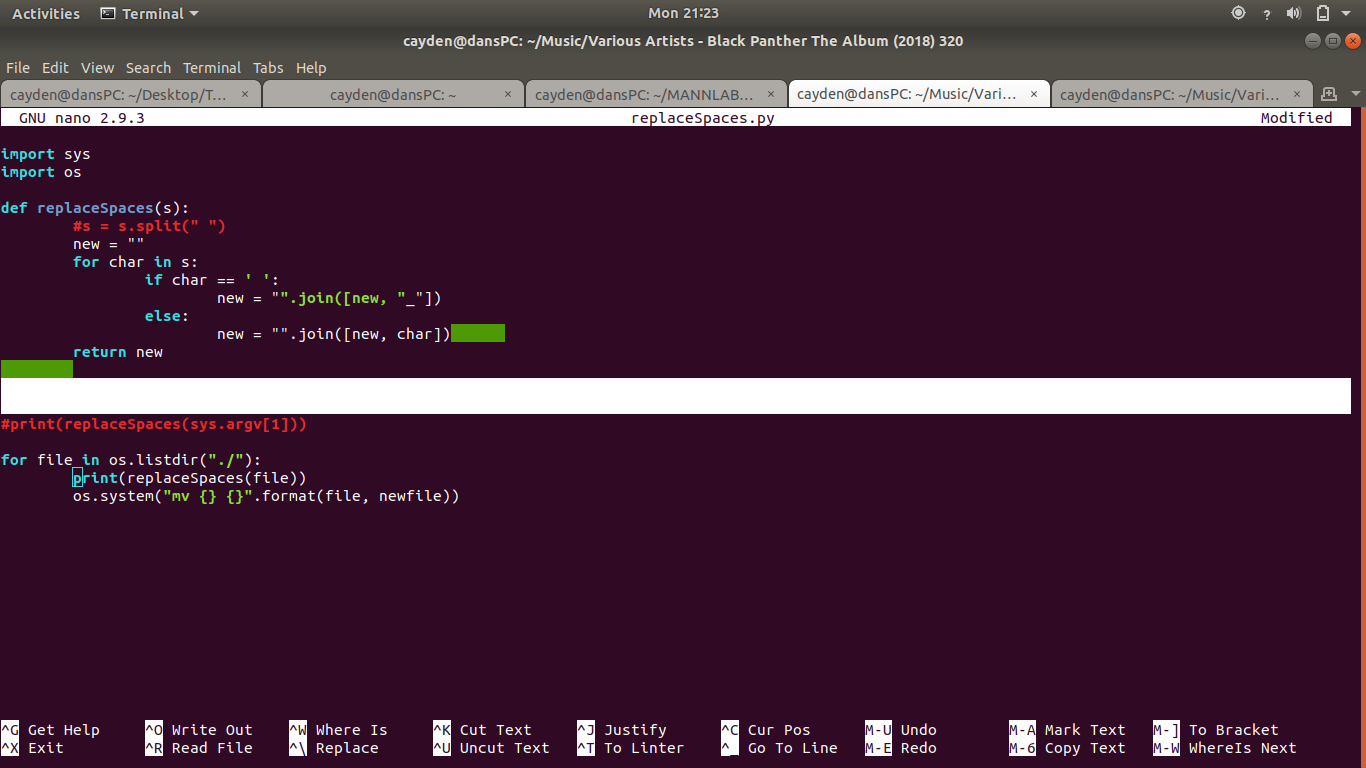 Activities Terminal Mon 21:23 ?
cayden@dansPC: ~/Music/Various Artists - Black Panther The Album (2018) 320
File Edit View Search Terminal Tabs Help
cayden@dansPC: ~/Desktop/T… × cayden@dansPC: ~ × cayden@dansPC: ~/MANNLAB… × cayden@dansPC: ~/Music/Vari… × cayden@dansPC: ~/Music/Vari… ×
GNU nano 2.9.3 replaceSpaces.py Modified
import sys
import os
def replaceSpaces(s):
#s = s.split(" ")
new = ""
for char in s:
if char == ' ':
new = "".join([new, "_"])
else:
new = "".join([new, char])
return new
#print(replaceSpaces(sys.argv[1]))
for file in os.listdir("./"):
print(replaceSpaces(file))
os.system("mv {} {}".format(file, newfile))
^G Get Help ^O Write Out ^W Where Is ^K Cut Text ^J Justify ^C Cur Pos M-U Undo M-A Mark Text M-] To Bracket
^X Exit ^R Read File ^\ Replace ^U Uncut Text ^T To Linter ^_ Go To Line M-E Redo M-6 Copy Text M-W WhereIs Next